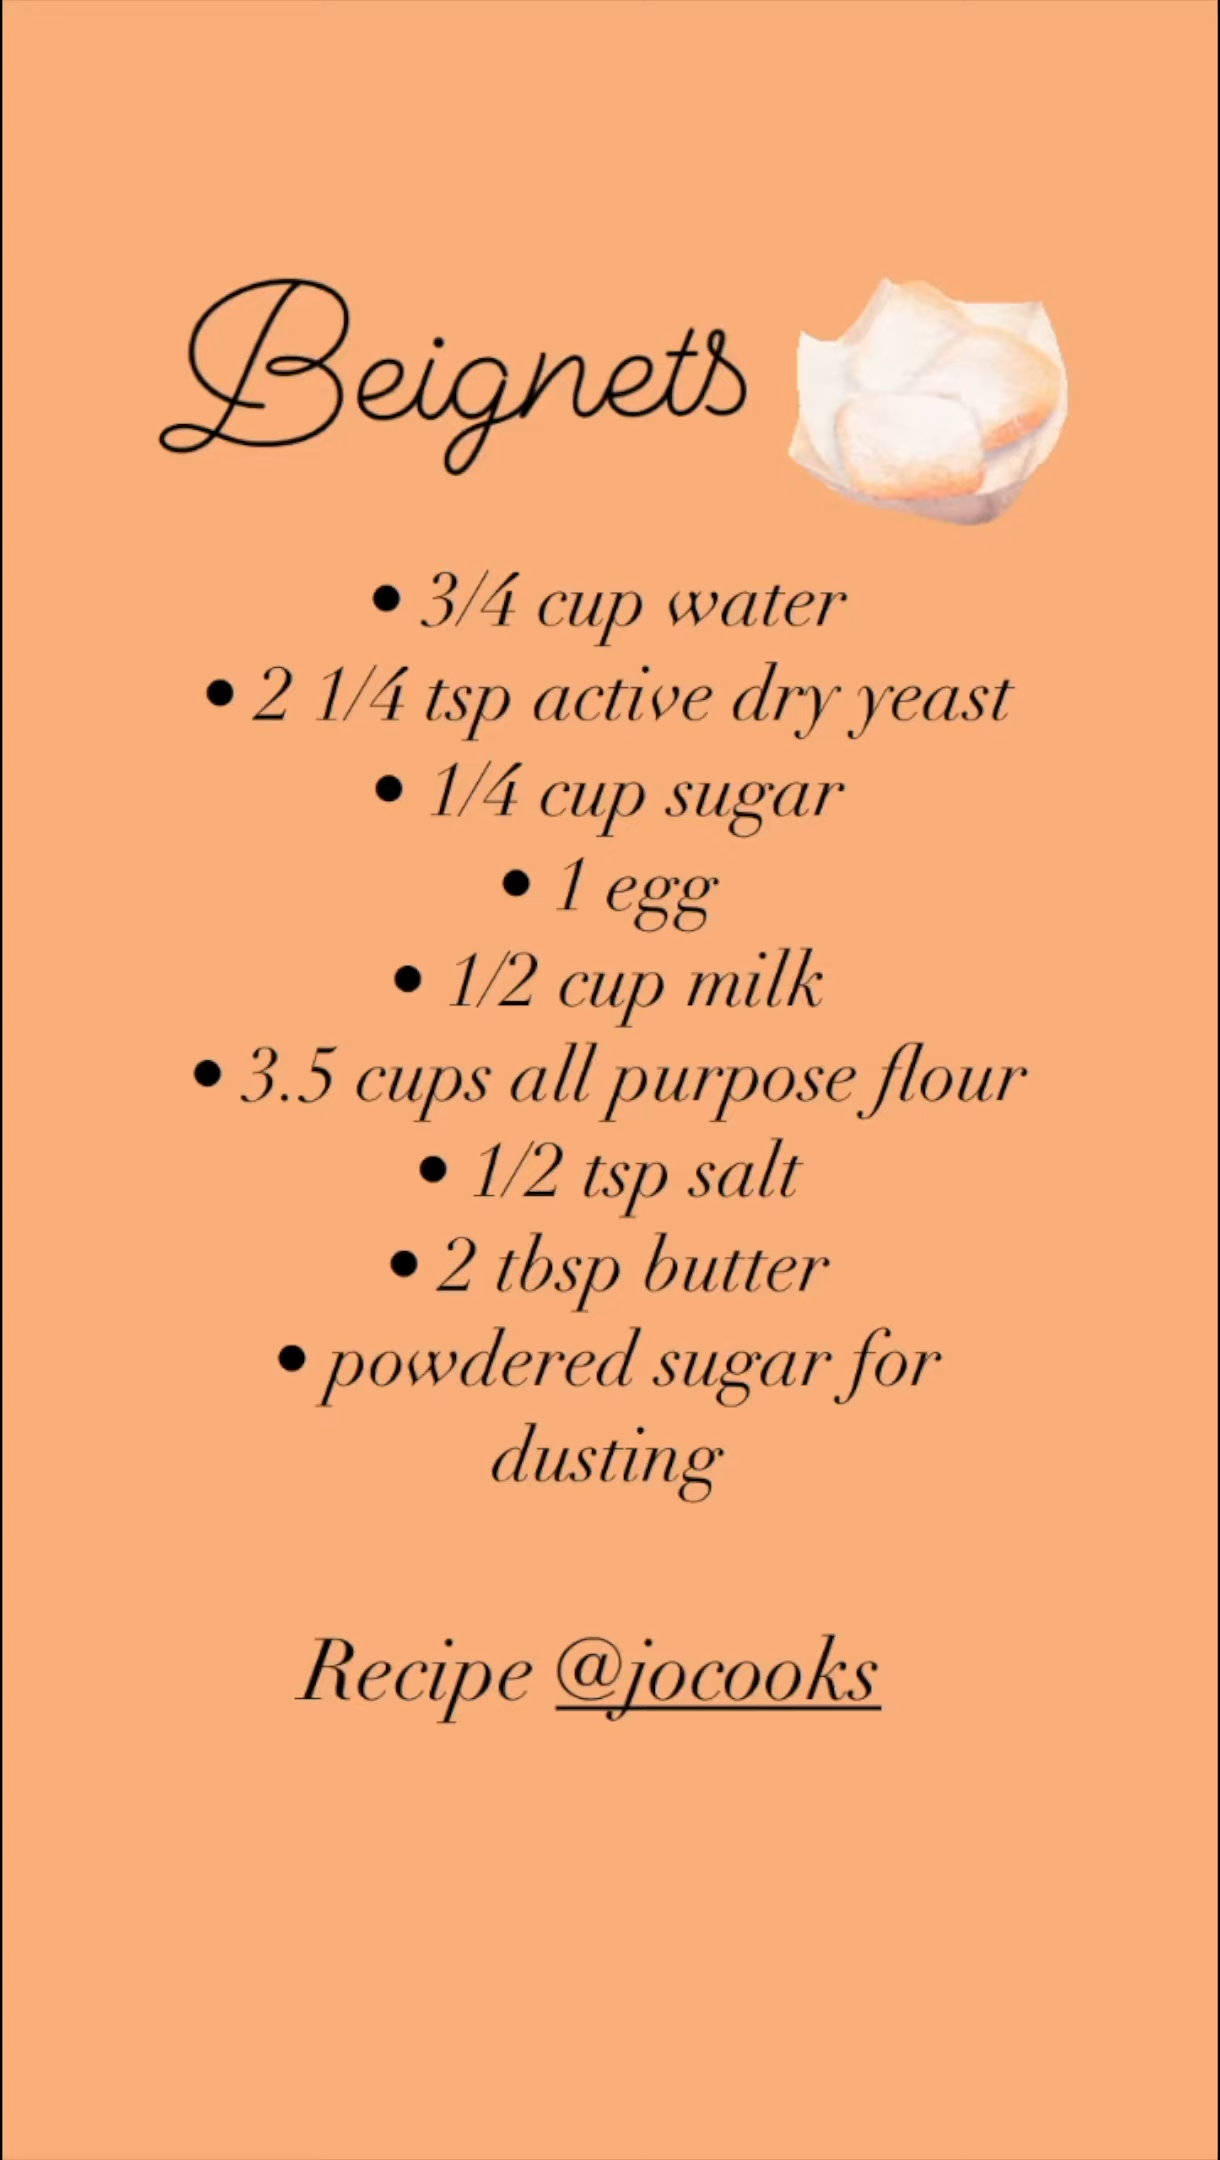 Beignets
• 3/4 cup water
• 2 1/4 tsp active dry yeast
• 1/4 cup sugar
• 1 egg
• 1/2 cup milk
• 3.5 cups all purpose flour
• 1/2 tsp salt
• 2 tbsp butter
• powdered sugar for
dusting
Recipe @jocooks